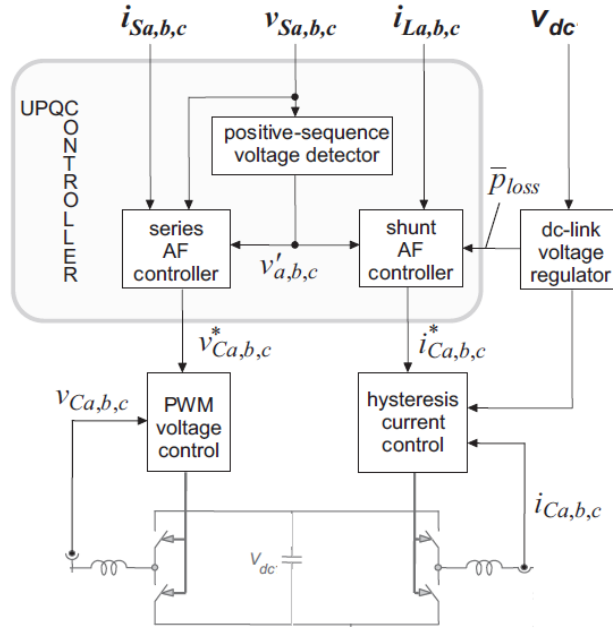 i_Sa,b,c v_Sa,b,c i_La,b,c v_dc
UPQC
CONTROLLER
positive-sequence
voltage detector
p̅_loss
series
AF
controller
v′_a,b,c
shunt
AF
controller
dc-link
voltage
regulator
v*_Ca,b,c
i*_Ca,b,c
v_Ca,b,c
PWM
voltage
control
hysteresis
current
control
i_Ca,b,c
V_dc